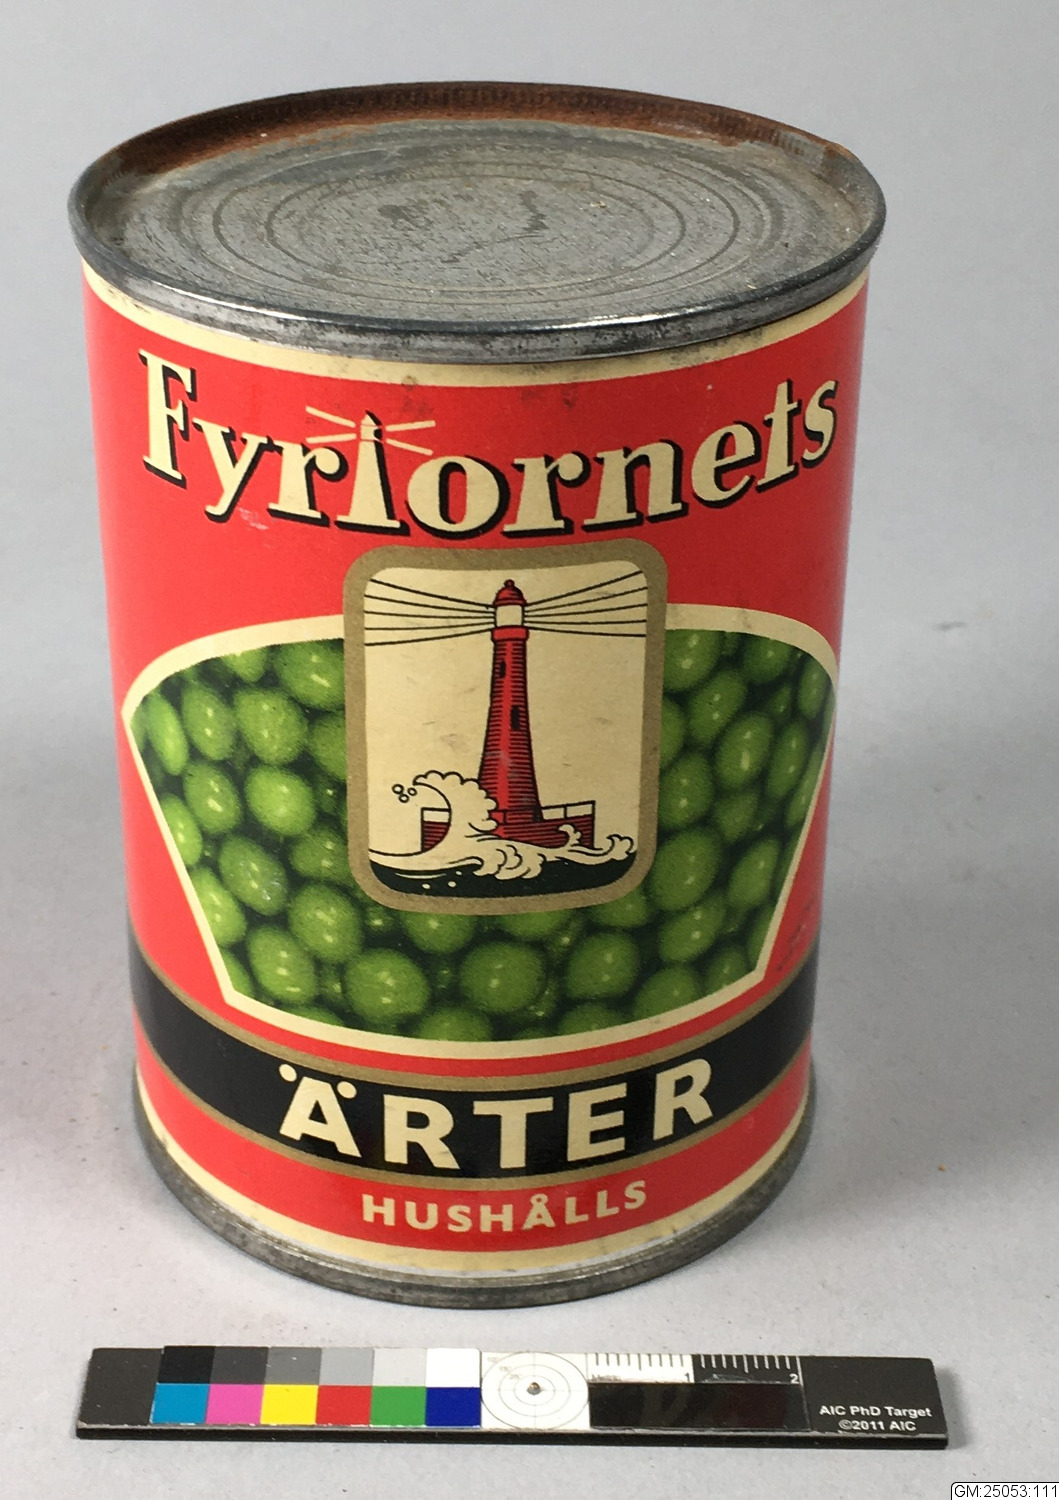 Fyrtornets
ÄRTER
HUSHÅLLS
1 2
AIC PhD Target
©2011 AIC
GM:25053:111